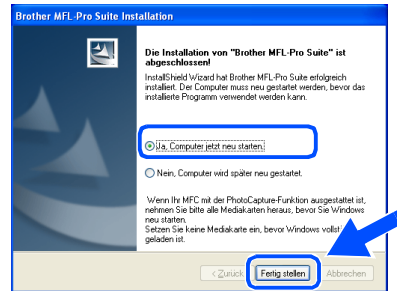 Brother MFL-Pro Suite Installation
Die Installation von "Brother MFL-Pro Suite" ist
abgeschlossen!
InstallShield Wizard hat Brother MFL-Pro Suite erfolgreich
installiert. Der Computer muss neu gestartet werden, bevor das
installierte Programm verwendet werden kann.
Ja, Computer jetzt neu starten.
Nein, Computer wird später neu gestartet.
Wenn Ihr MFC mit der PhotoCapture-Funktion ausgestattet ist,
nehmen Sie bitte alle Mediakarten heraus, bevor Sie Windows
neu starten.
Setzen Sie keine Mediakarte ein, bevor Windows vollst
geladen ist.
< Zurück
Fertig stellen
Abbrechen